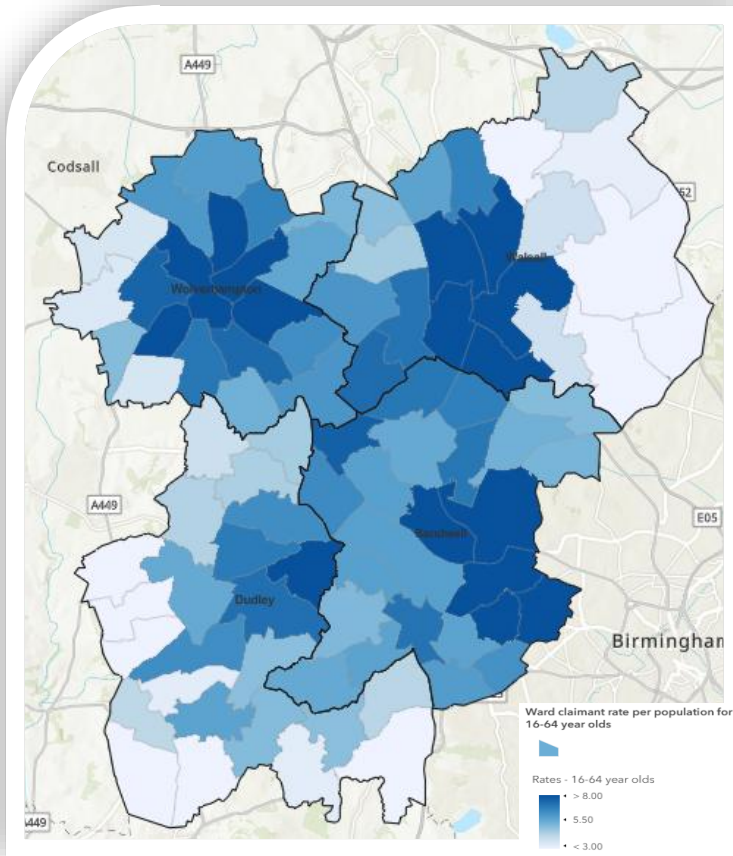 A449
Codsall
62
Walsall
Wolverhampton
A449
E05
Sandwell
Dudley
Birmingham
A449
Ward claimant rate per population for
16-64 year olds
Rates - 16-64 year olds
> 8.00
5.50
< 3.00